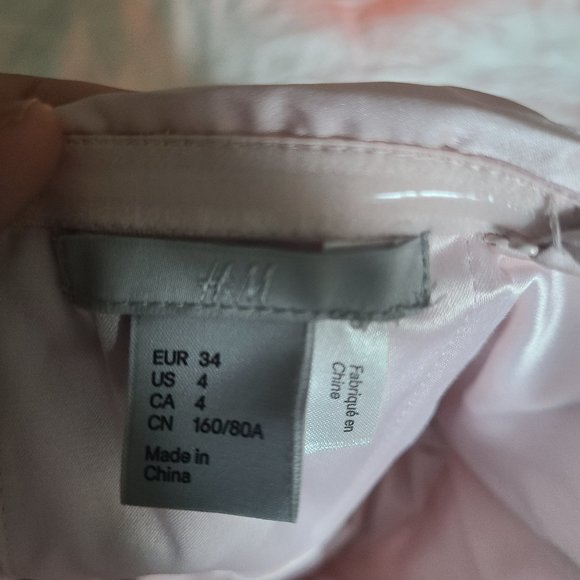 H&M
EUR 34
US 4
CA 4
CN 160/80A
Made in
China
Fabriqué en
Chine